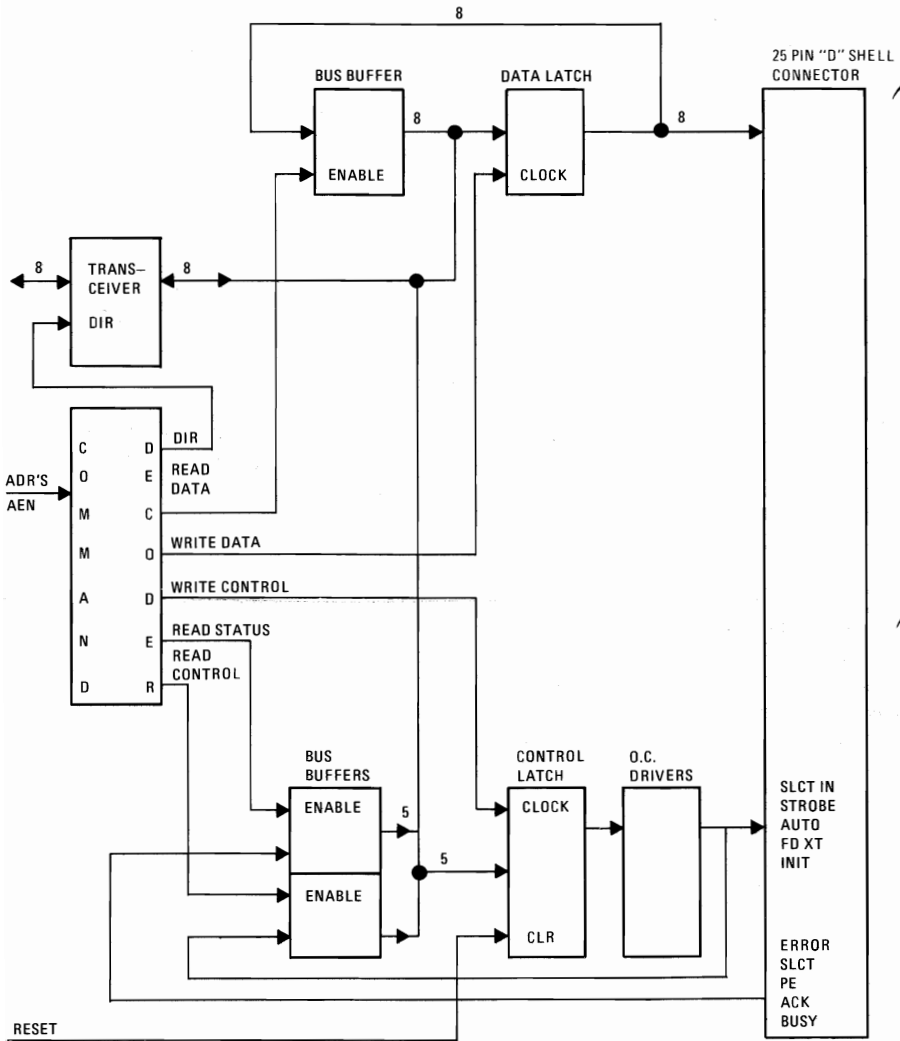 8
25 PIN "D" SHELL
CONNECTOR
BUS BUFFER
DATA LATCH
8
8
ENABLE
CLOCK
8
TRANS–
CEIVER
8
DIR
COMMAND
DECODER
DIR
READ
DATA
ADR'S
AEN
WRITE DATA
WRITE CONTROL
READ STATUS
READ
CONTROL
BUS
BUFFERS
CONTROL
LATCH
O.C.
DRIVERS
ENABLE
5
CLOCK
SLCT IN
STROBE
AUTO
FD XT
INIT
5
ENABLE
CLR
ERROR
SLCT
PE
ACK
BUSY
RESET